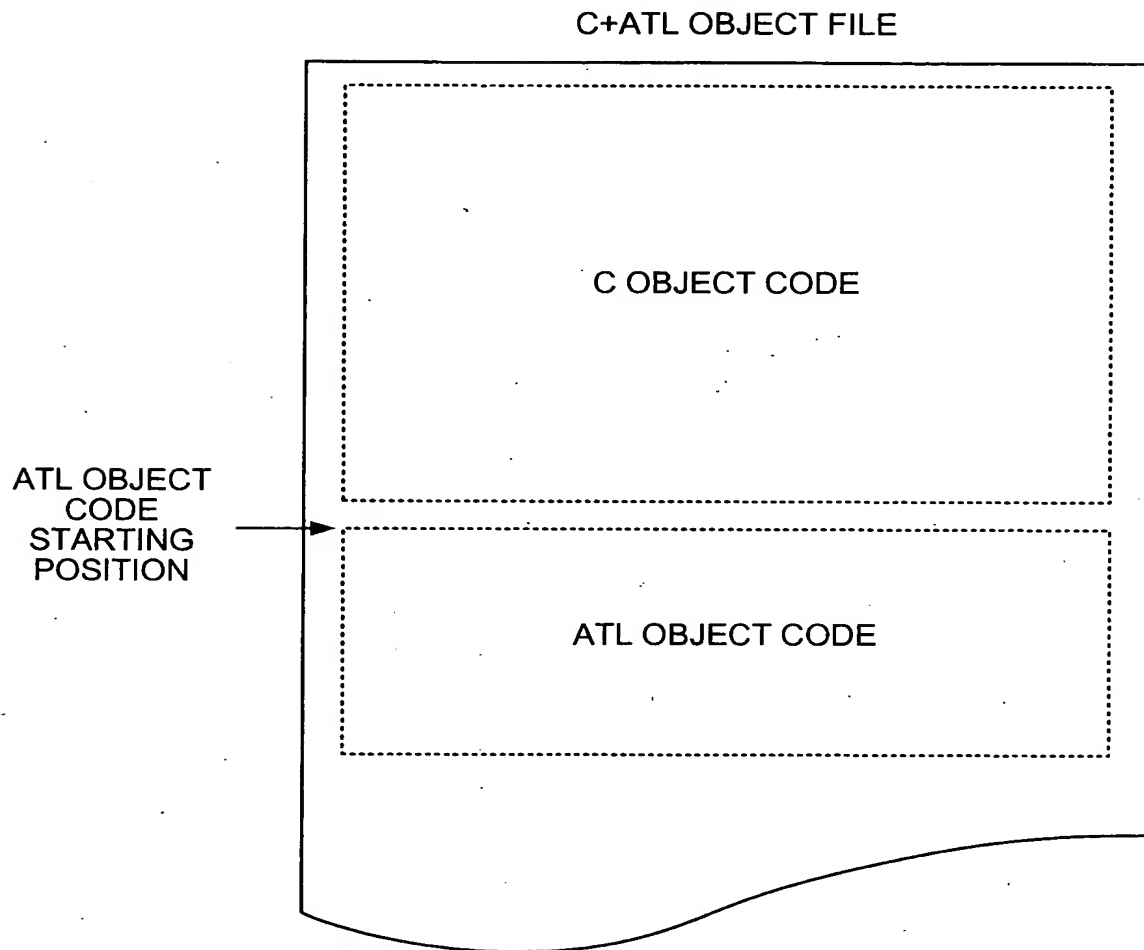 C+ATL OBJECT FILE
C OBJECT CODE
ATL OBJECT
CODE
STARTING
POSITION
ATL OBJECT CODE